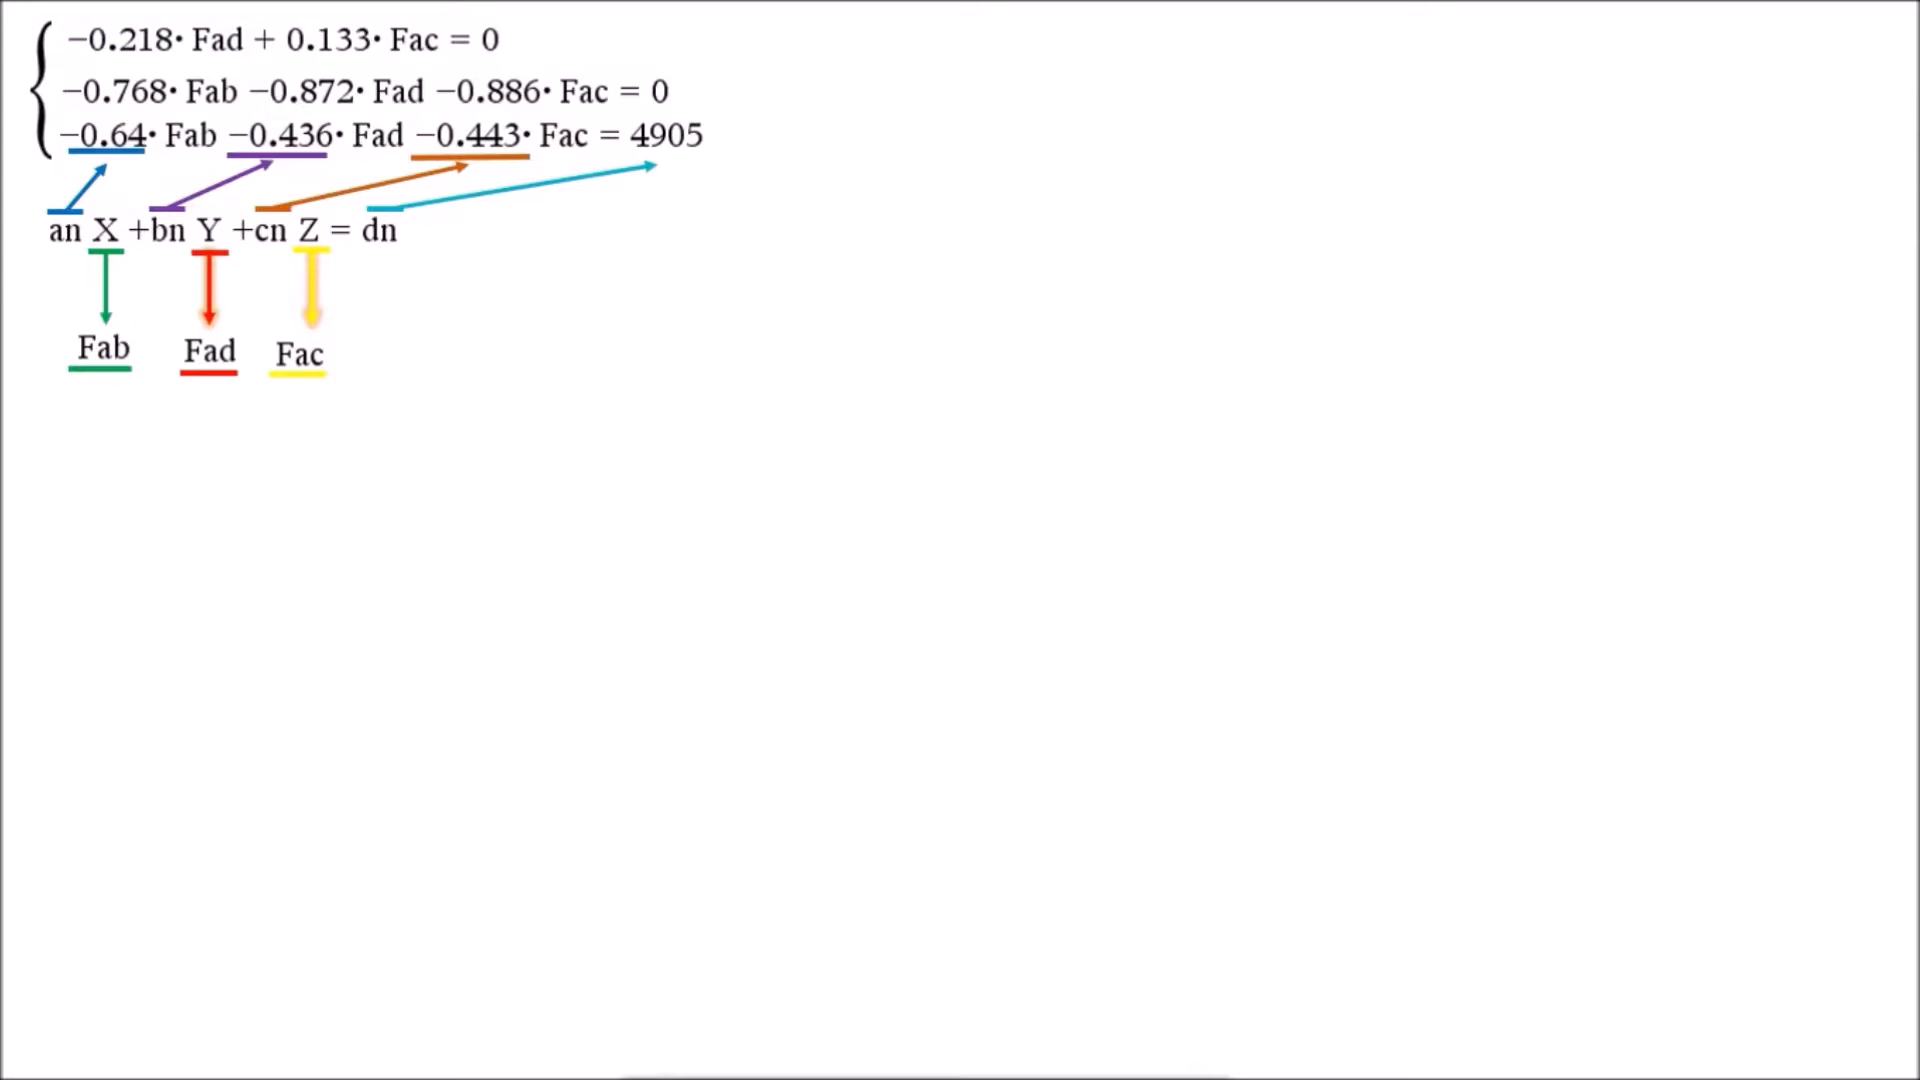 −0.218· Fad + 0.133· Fac = 0
−0.768· Fab −0.872· Fad −0.886· Fac = 0
−0.64· Fab −0.436· Fad −0.443· Fac = 4905
an X +bn Y +cn Z = dn
Fab Fad Fac